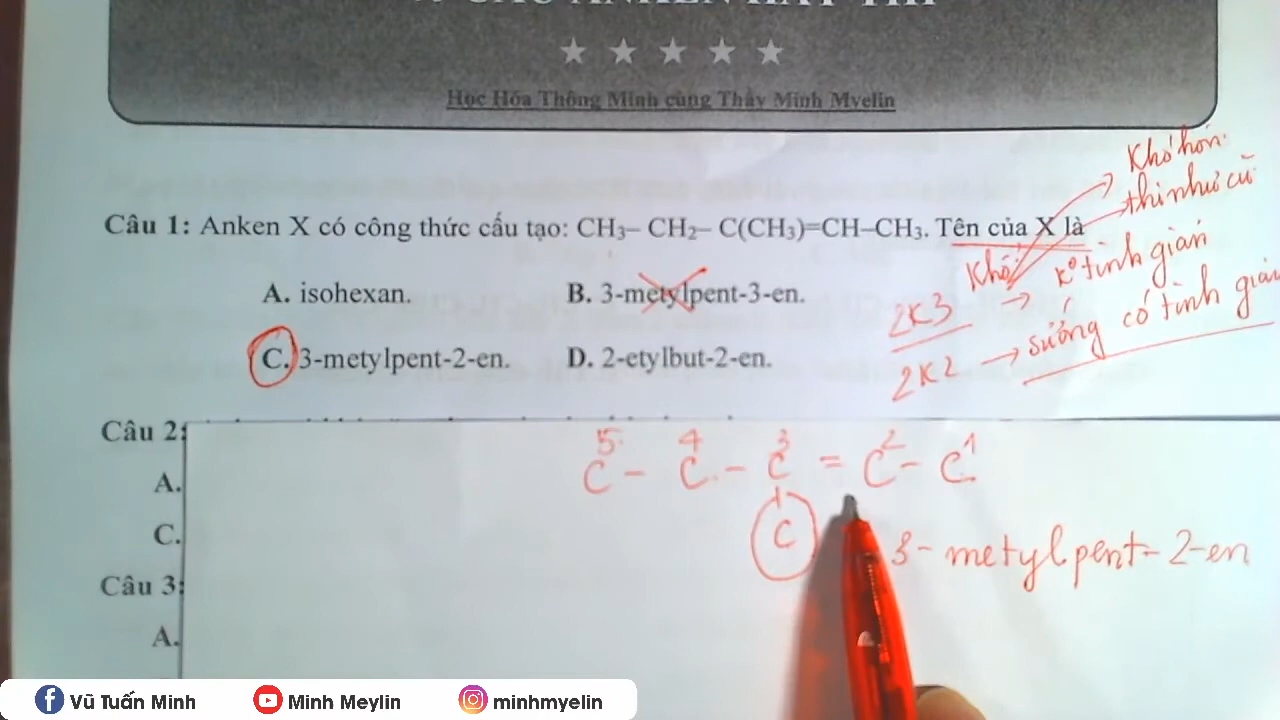 ★ ★ ★ ★ ★
Học Hóa Thông Minh cùng Thầy Minh Myelin
Khó hơn
thì như cũ
Câu 1: Anken X có công thức cấu tạo: CH₃– CH₂– C(CH₃)=CH–CH₃. Tên của X là
Khối
2K3 → K° tinh giản
A. isohexan.
B. 3-metylpent-3-en.
2K2 → sướng có tinh giản
C. 3-metylpent-2-en.
D. 2-etylbut-2-en.
Câu 2:
5 4 3 2 1
C - C - C = C - C
A.
C
C.
3-metylpent-2-en
Câu 3:
A.
Vũ Tuấn Minh
Minh Meylin
minhmyelin